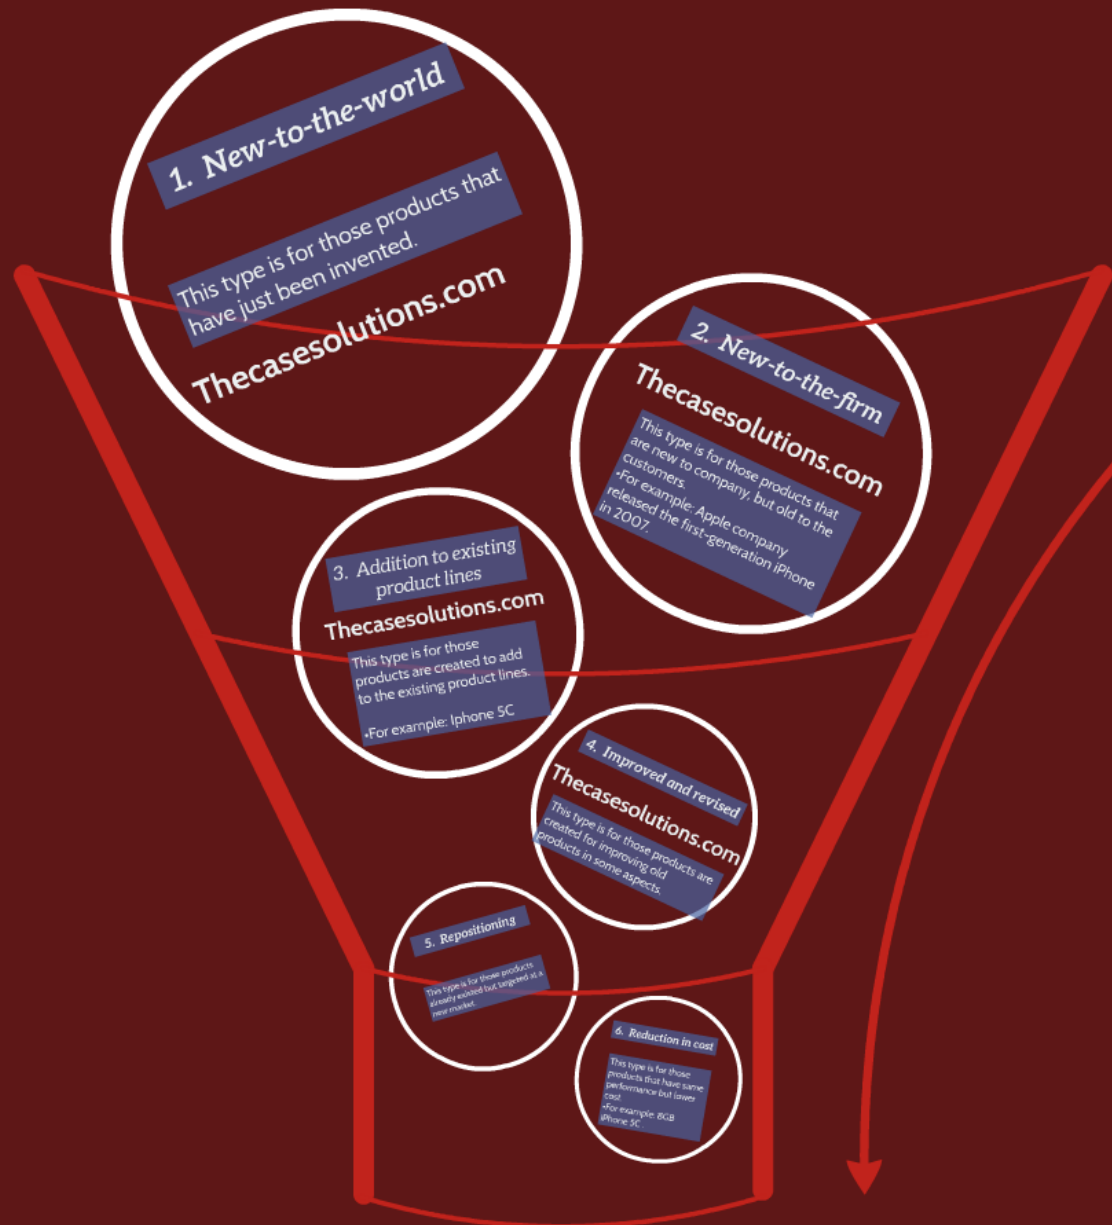 1. New-to-the-world
This type is for those products that
have just been invented.
Thecasesolutions.com
2. New-to-the-firm
Thecasesolutions.com
This type is for those products that
are new to company, but old to the
customers.
•For example: Apple company
released the first-generation iPhone
in 2007.
3. Addition to existing
product lines
Thecasesolutions.com
This type is for those
products are created to add
to the existing product lines.
•For example: Iphone 5C
4. Improved and revised
Thecasesolutions.com
This type is for those products are
created for improving old
products in some aspects.
5. Repositioning
This type is for those products
already existed but targeted at a
new market.
6. Reduction in cost
This type is for those
products that have same
performance but lower
cost.
•For example: 8GB
iPhone 5C .